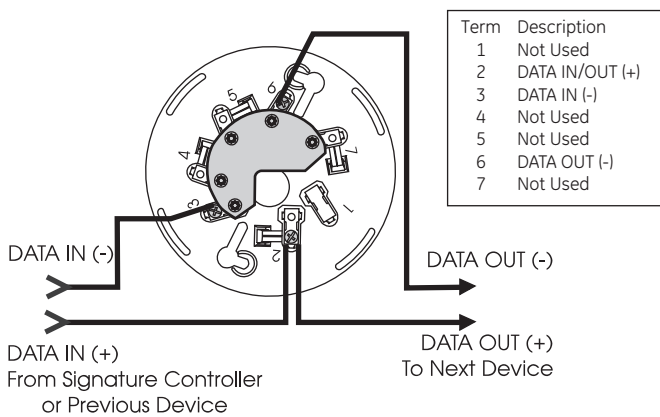 Term Description
1 Not Used
2 DATA IN/OUT (+)
3 DATA IN (-)
4 Not Used
5 Not Used
6 DATA OUT (-)
7 Not Used
6
5
4
7
3
1
2
DATA IN (-)
DATA OUT (-)
DATA IN (+)
From Signature Controller
or Previous Device
DATA OUT (+)
To Next Device